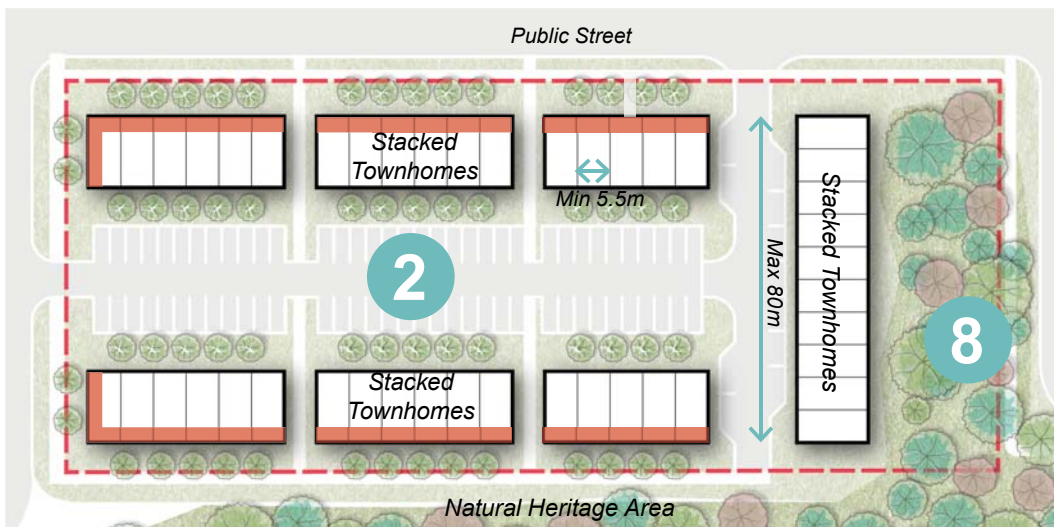 Public Street
Stacked
Townhomes
Min 5.5m
Max 80m
Stacked Townhomes
2
8
Stacked
Townhomes
Natural Heritage Area